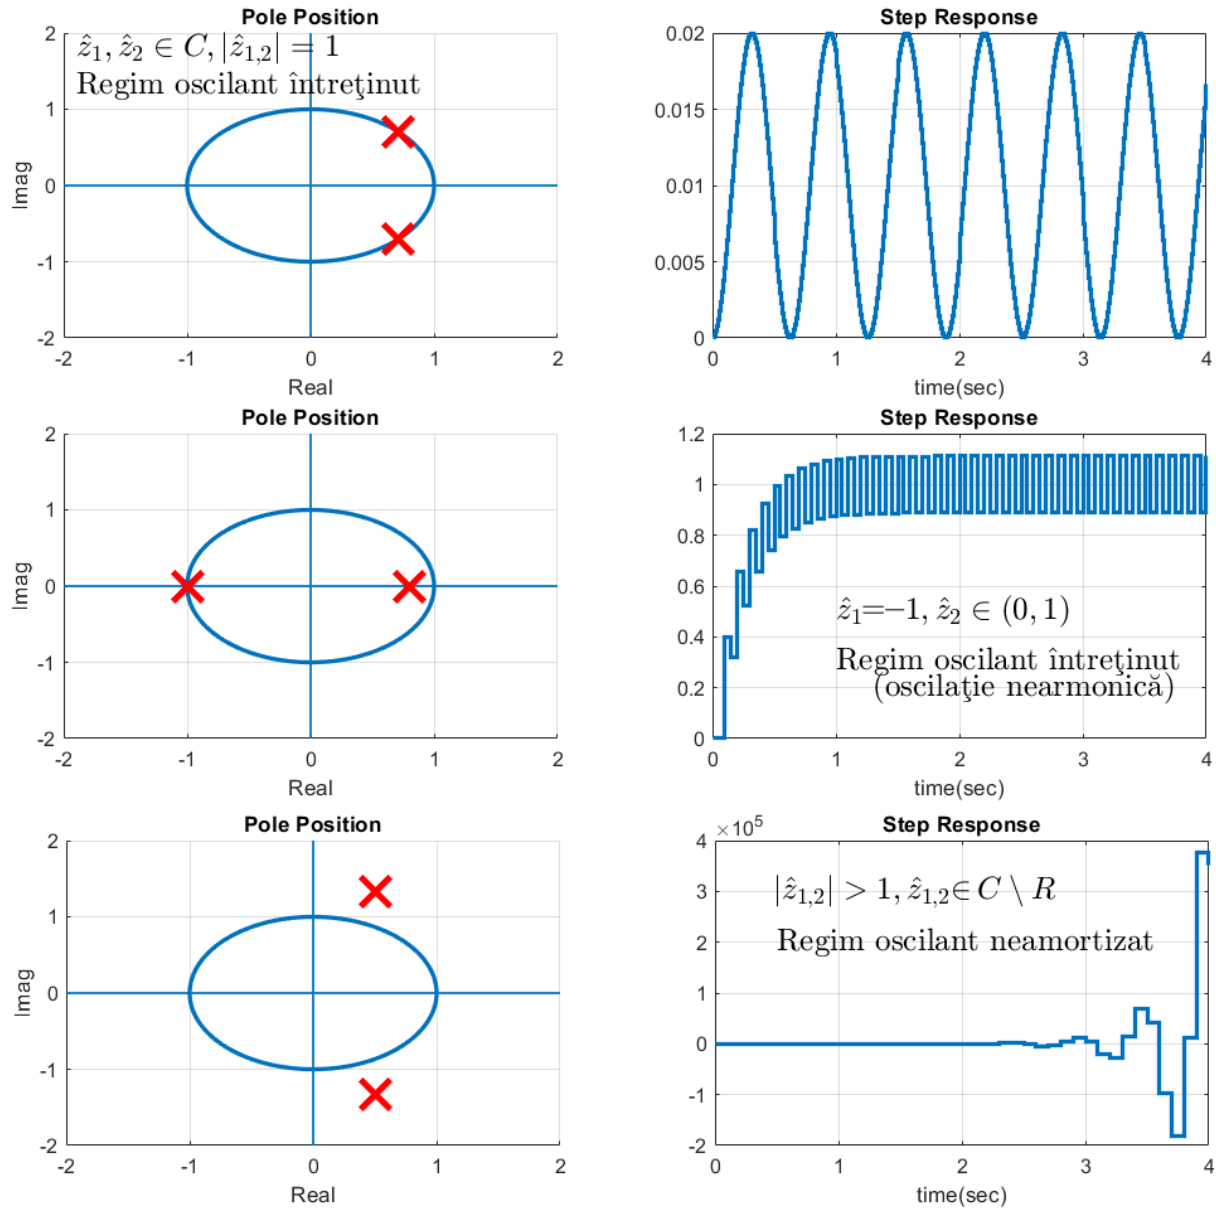 Pole Position
ẑ₁, ẑ₂ ∈ C, |ẑ₁,₂| = 1
Regim oscilant întreţinut
2
1
0
-1
-2
Imag
-2 -1 0 1 2
Real
Step Response
0.02
0.015
0.01
0.005
0
0 1 2 3 4
time(sec)
Pole Position
2
1
0
-1
-2
Imag
-2 -1 0 1 2
Real
Step Response
1.2
1
0.8
0.6
0.4
0.2
0
ẑ₁=−1, ẑ₂ ∈ (0, 1)
Regim oscilant întreţinut
(oscilaţie nearmonică)
0 1 2 3 4
time(sec)
Pole Position
2
1
0
-1
-2
Imag
-2 -1 0 1 2
Real
Step Response
×10⁵
4
3
2
1
0
-1
-2
|ẑ₁,₂| > 1, ẑ₁,₂∈ C \ R
Regim oscilant neamortizat
0 1 2 3 4
time(sec)